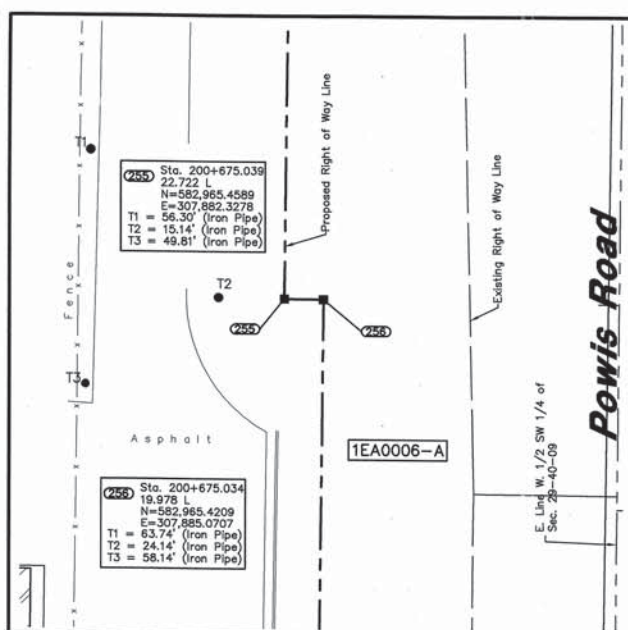 T1
255 Sta. 200+675.039
22.722 L
N=582,965.4589
E=307,882.3278
T1 = 56.30' (Iron Pipe)
T2 = 15.14' (Iron Pipe)
T3 = 49.81' (Iron Pipe)
Proposed Right of Way Line
Existing Right of Way Line
Powis Road
Fence
T2
255
256
T3
Asphalt
1EA0006-A
E. Line W. 1/2 SW 1/4 of
Sec. 29-40-09
256 Sta. 200+675.034
19.978 L
N=582,965.4209
E=307,885.0707
T1 = 63.74' (Iron Pipe)
T2 = 24.14' (Iron Pipe)
T3 = 58.14' (Iron Pipe)